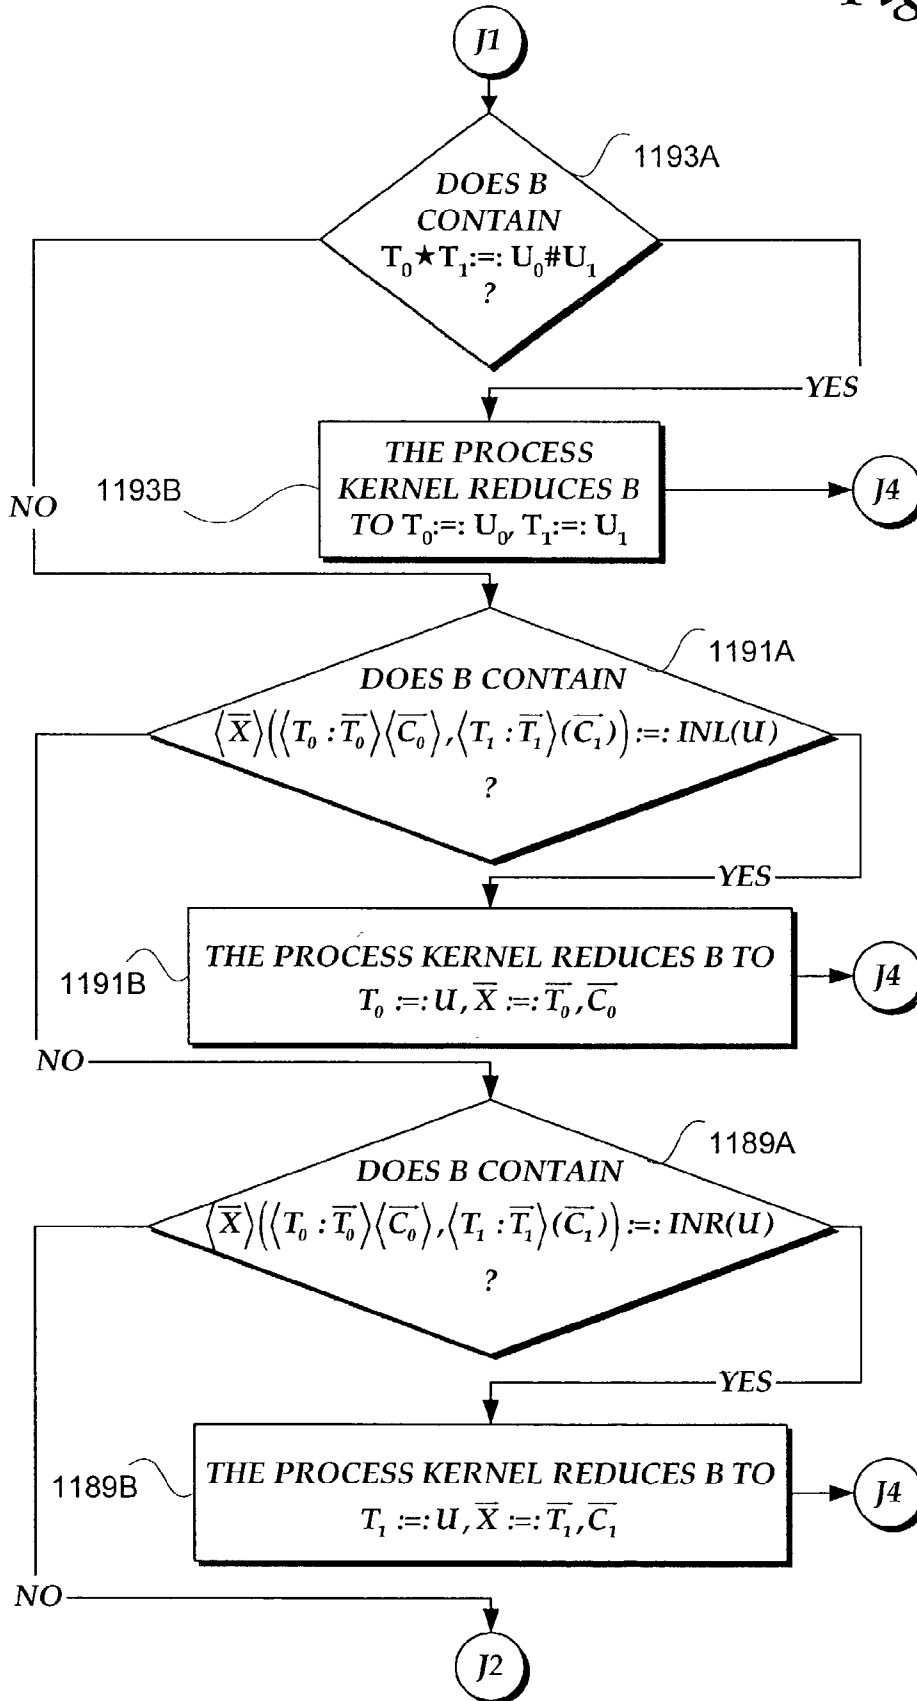 Fig
J1
1193A
DOES B
CONTAIN
T₀★T₁:=: U₀#U₁
?
YES
NO
1193B
THE PROCESS
KERNEL REDUCES B
TO T₀:=: U₀, T₁:=: U₁
J4
1191A
DOES B CONTAIN
⟨X̅⟩(⟨T₀ : T⃗₀⟩⟨C⃗₀⟩, ⟨T₁ : T⃗₁⟩(C⃗₁)) :=: INL(U)
?
YES
1191B
THE PROCESS KERNEL REDUCES B TO
T₀ :=: U, X̅ :=: T⃗₀, C⃗₀
J4
NO
1189A
DOES B CONTAIN
⟨X̅⟩(⟨T₀ : T⃗₀⟩⟨C⃗₀⟩, ⟨T₁ : T⃗₁⟩(C⃗₁)) :=: INR(U)
?
YES
1189B
THE PROCESS KERNEL REDUCES B TO
T₁ :=: U, X̅ :=: T⃗₁, C⃗₁
J4
NO
J2